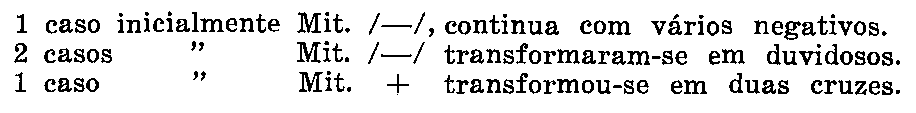 1 caso inicialmente Mit. /—/, continua com vários negativos.
2 casos ” Mit. /—/ transformaram-se em duvidosos.
1 caso ” Mit. + transformou-se em duas cruzes.